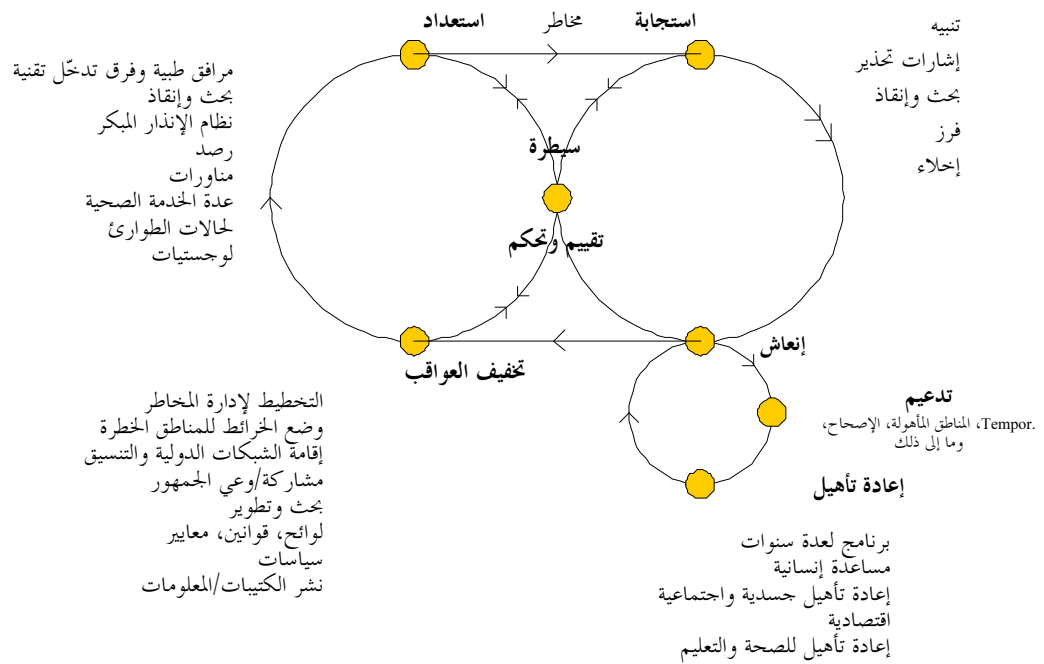 استعداد
مخاطر
استجابة
تنبيه
إشارات تحذير
بحث وإنقاذ
فرز
إخلاء
مرافق طبية وفرق تدخّل تقنية
بحث وإنقاذ
نظام الإنذار المبكر
رصد
مناورات
عدة الخدمة الصحية
لحالات الطوارئ
لوجستيات
سيطرة
تقييم وتحكم
إنعاش
تخفيف العواقب
التخطيط لإدارة المخاطر
وضع الخرائط للمناطق الخطرة
إقامة الشبكات الدولية والتنسيق
مشاركة/وعي الجمهور
بحث وتطوير
لوائح، قوانين، معايير
سياسات
نشر الكتيبات/المعلومات
تدعيم
Tempor.، المناطق المأهولة، الإصحاح،
وما إلى ذلك
إعادة تأهيل
برنامج لعدة سنوات
مساعدة إنسانية
إعادة تأهيل جسدية واجتماعية
اقتصادية
إعادة تأهيل للصحة والتعليم